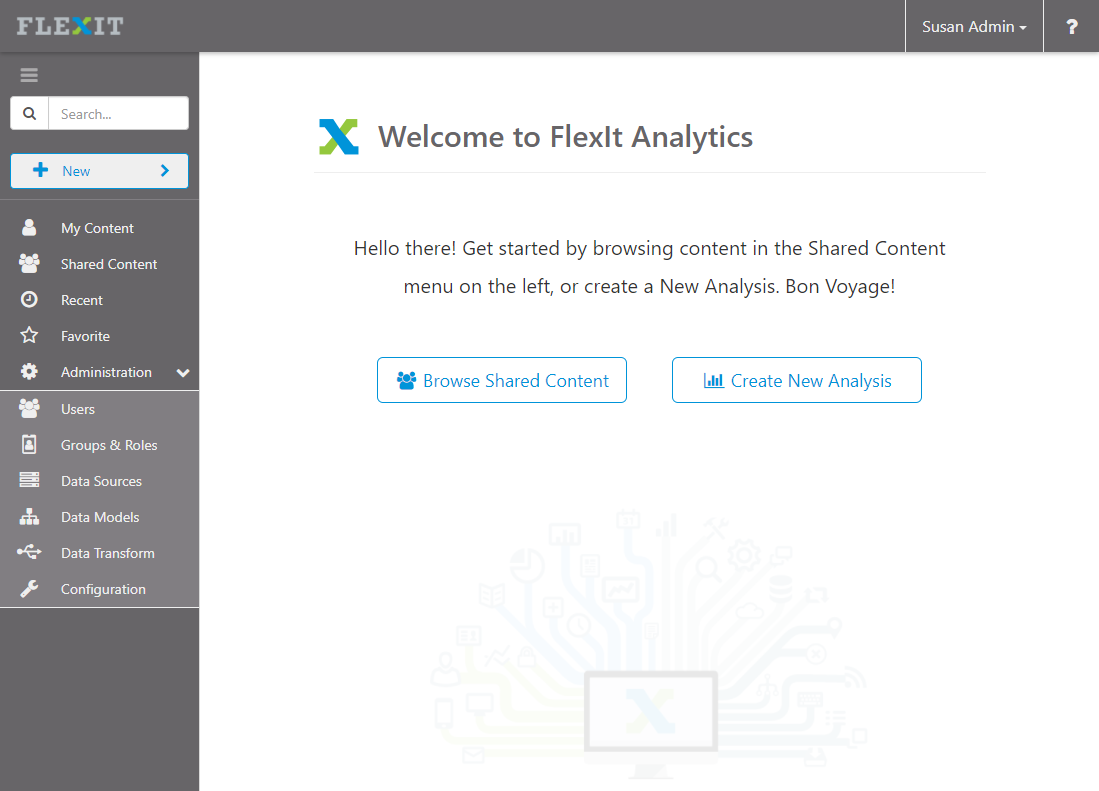 FLEXIT
Susan Admin
?
Search...
New
My Content
Shared Content
Recent
Favorite
Administration
Users
Groups & Roles
Data Sources
Data Models
Data Transform
Configuration
Welcome to FlexIt Analytics
Hello there! Get started by browsing content in the Shared Content
menu on the left, or create a New Analysis. Bon Voyage!
Browse Shared Content
Create New Analysis